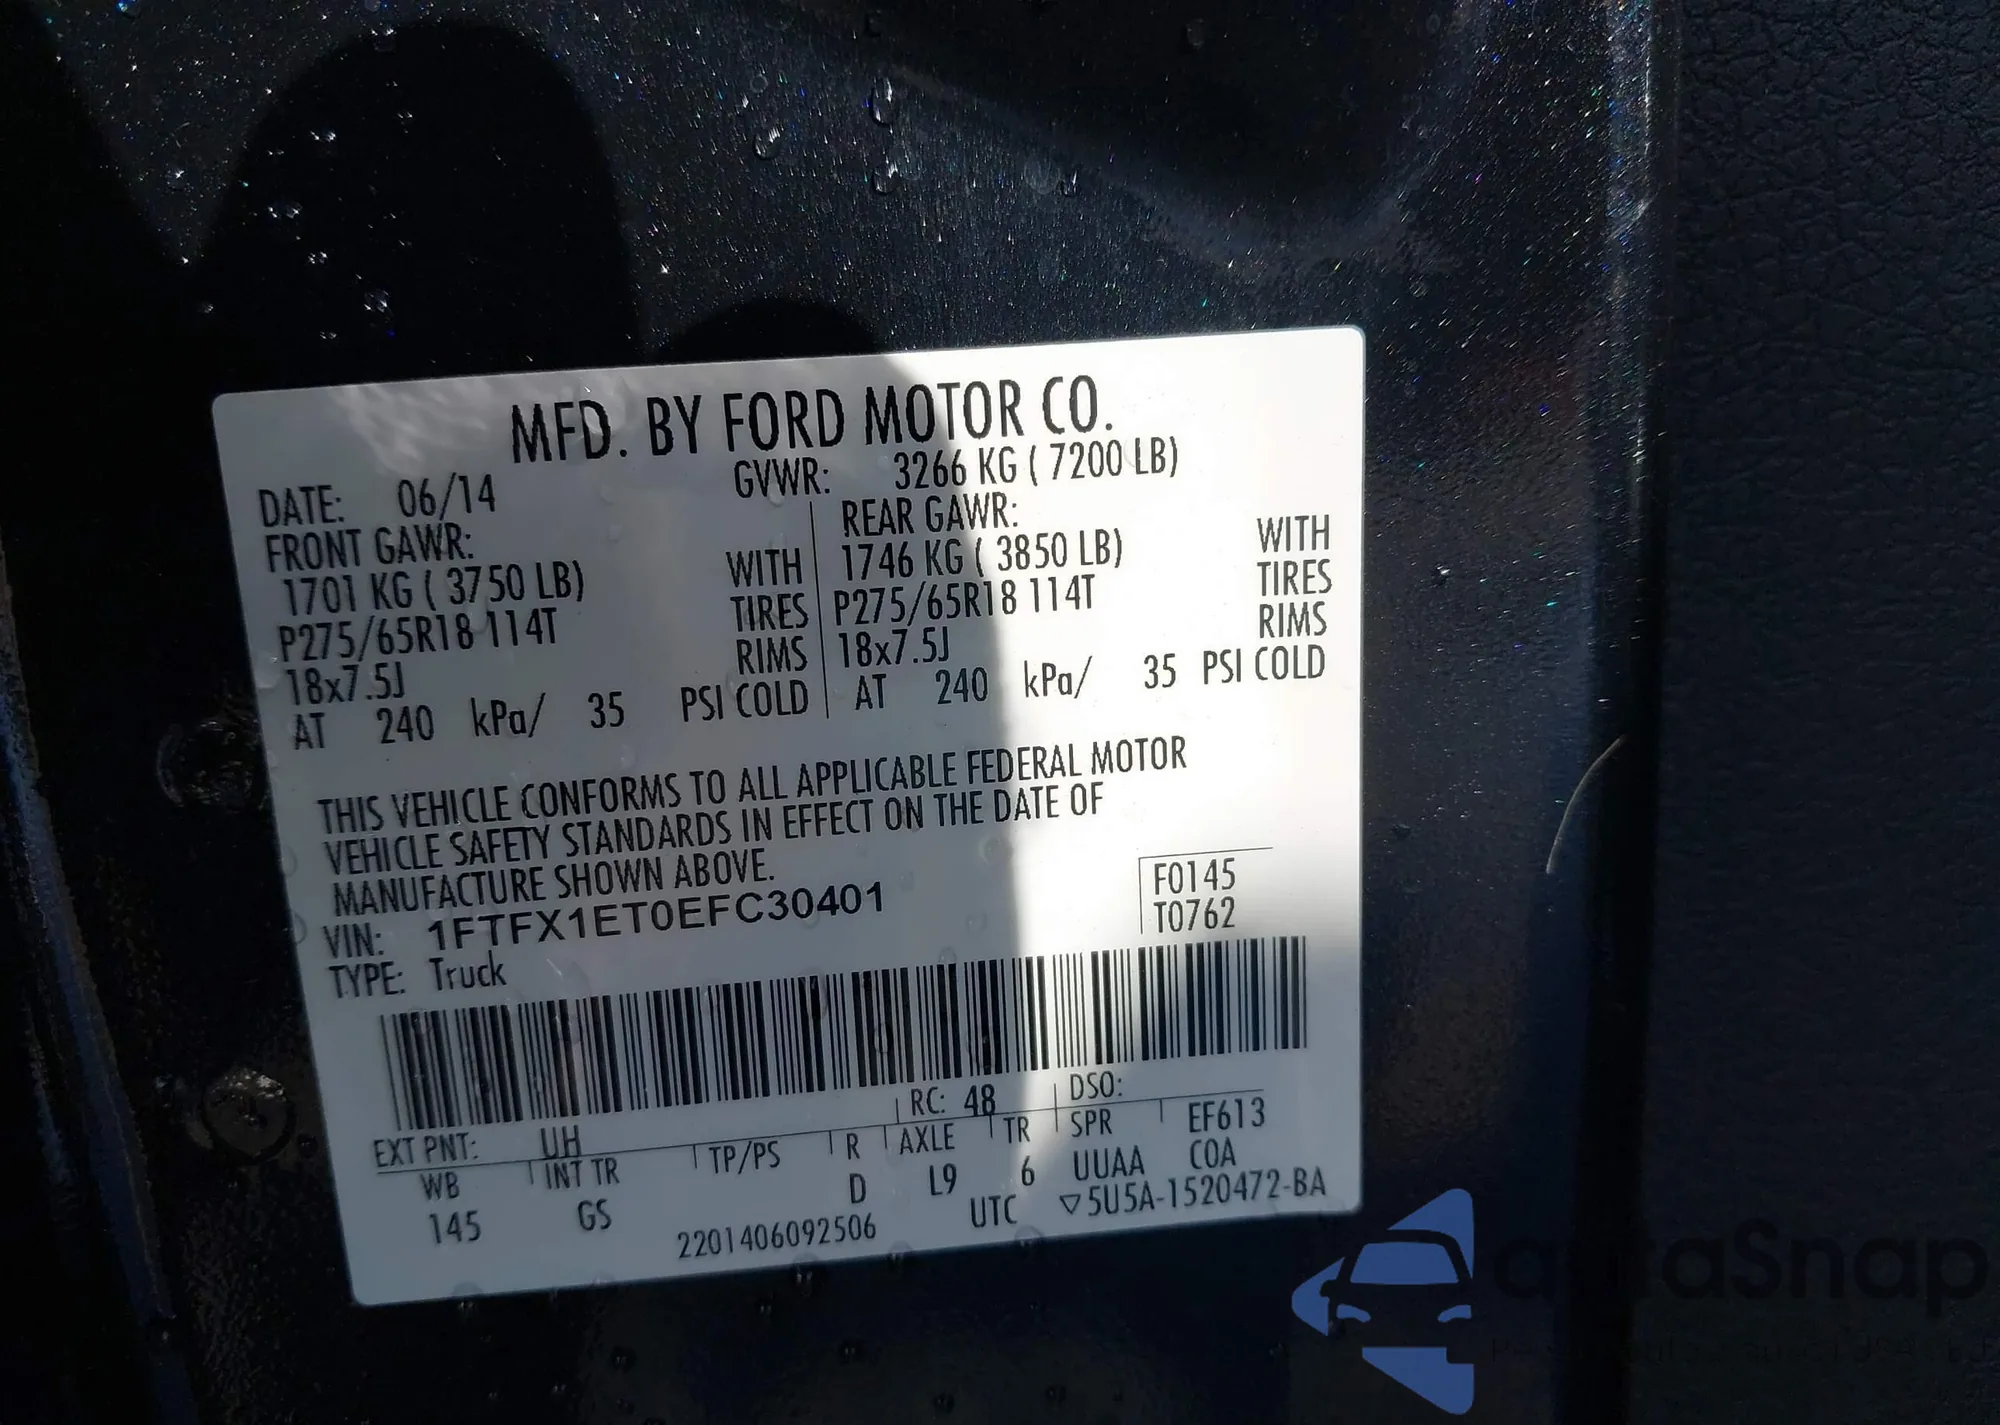 MFD. BY FORD MOTOR CO.
DATE: 06/14 GVWR: 3266 KG ( 7200 LB)
FRONT GAWR: REAR GAWR:
1701 KG ( 3750 LB) WITH 1746 KG ( 3850 LB) WITH
P275/65R18 114T TIRES P275/65R18 114T TIRES
18x7.5J RIMS 18x7.5J RIMS
AT 240 kPa/ 35 PSI COLD AT 240 kPa/ 35 PSI COLD
THIS VEHICLE CONFORMS TO ALL APPLICABLE FEDERAL MOTOR
VEHICLE SAFETY STANDARDS IN EFFECT ON THE DATE OF
MANUFACTURE SHOWN ABOVE.
F0145
VIN: 1FTFX1ET0EFC30401 T0762
TYPE: Truck
EXT PNT: UH RC: 48 DSO:
WB INT TR TP/PS R AXLE TR SPR EF613
145 GS D L9 6 UUAA COA
2201406092506 UTC ▽5U5A-1520472-BA
autoSnap